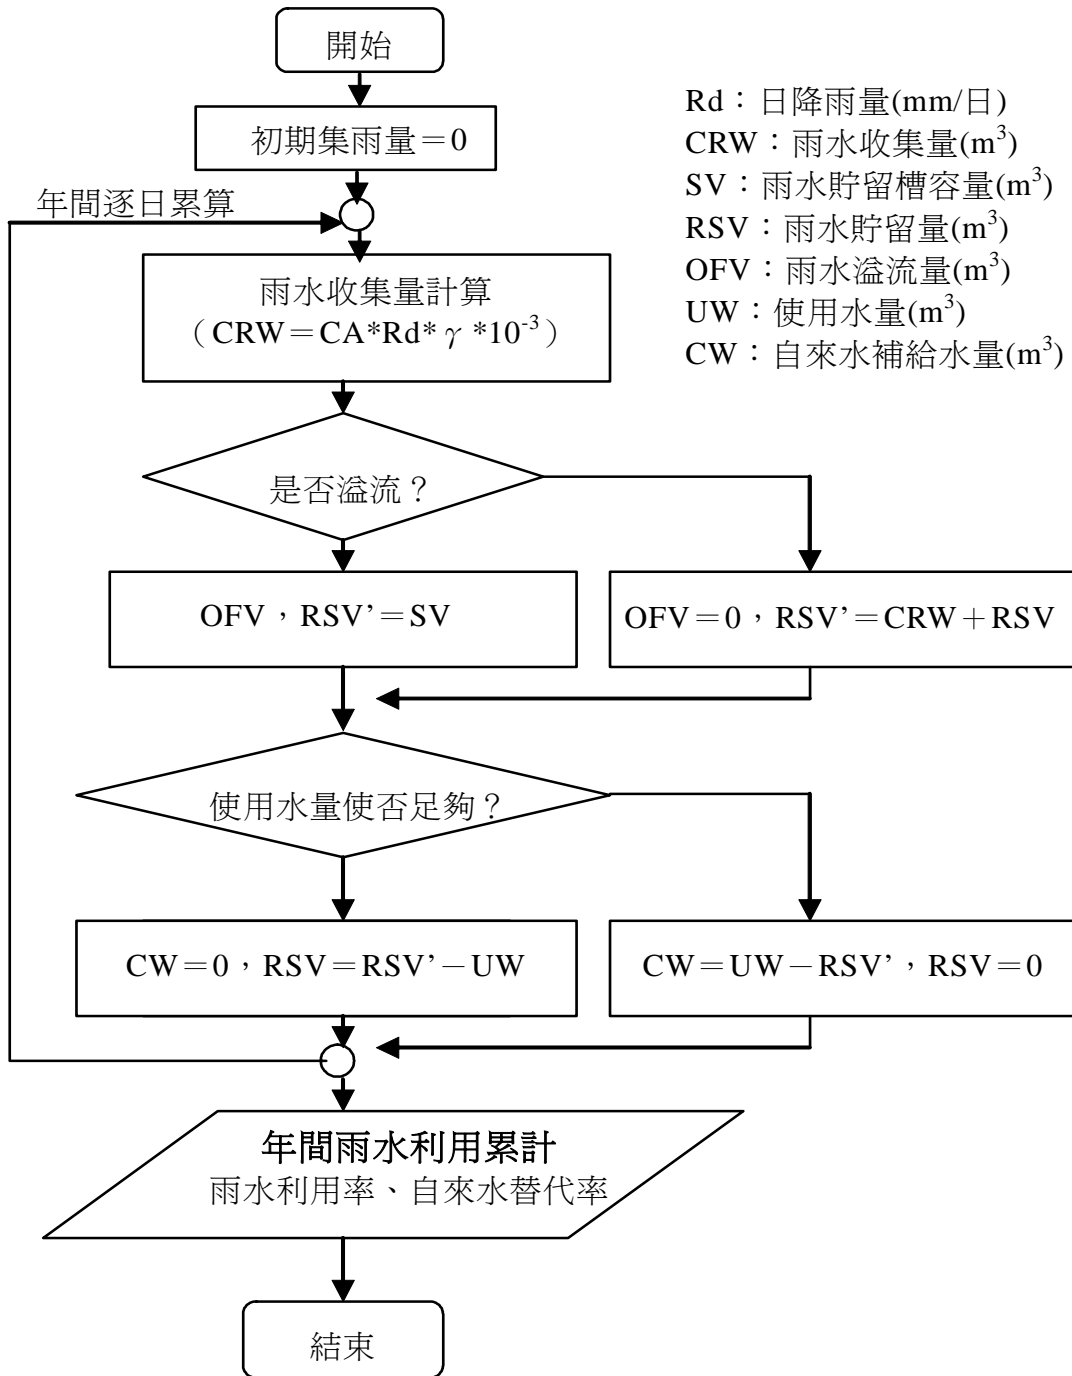 開始
初期集雨量＝0
年間逐日累算
雨水收集量計算
（CRW＝CA*Rd* γ *10⁻³）
是否溢流？
OFV，RSV’＝SV
OFV＝0，RSV’＝CRW＋RSV
使用水量使否足夠？
CW＝0，RSV＝RSV’－UW
CW＝UW－RSV’，RSV＝0
年間雨水利用累計
雨水利用率、自來水替代率
結束
Rd：日降雨量(mm/日)
CRW：雨水收集量(m³)
SV：雨水貯留槽容量(m³)
RSV：雨水貯留量(m³)
OFV：雨水溢流量(m³)
UW：使用水量(m³)
CW：自來水補給水量(m³)